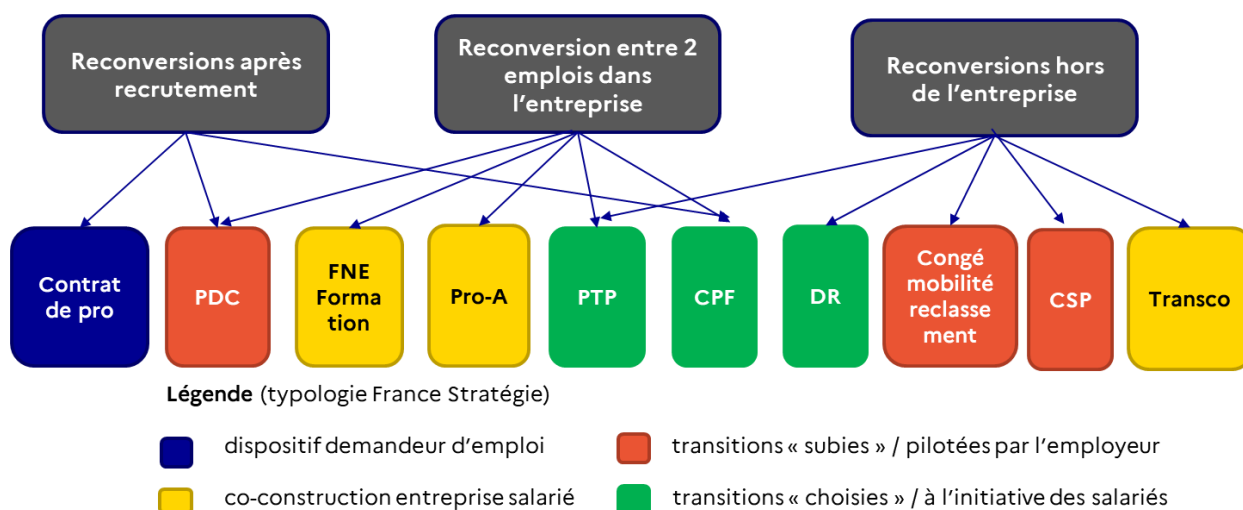 Reconversions après
recrutement
Reconversion entre 2
emplois dans
l'entreprise
Reconversions hors
de l'entreprise
Contrat
de pro
PDC
FNE
Forma
tion
Pro-A
PTP
CPF
DR
Congé
mobilité
reclasse
ment
CSP
Transco
Légende (typologie France Stratégie)
dispositif demandeur d'emploi
transitions « subies » / pilotées par l'employeur
co-construction entreprise salarié
transitions « choisies » / à l'initiative des salariés